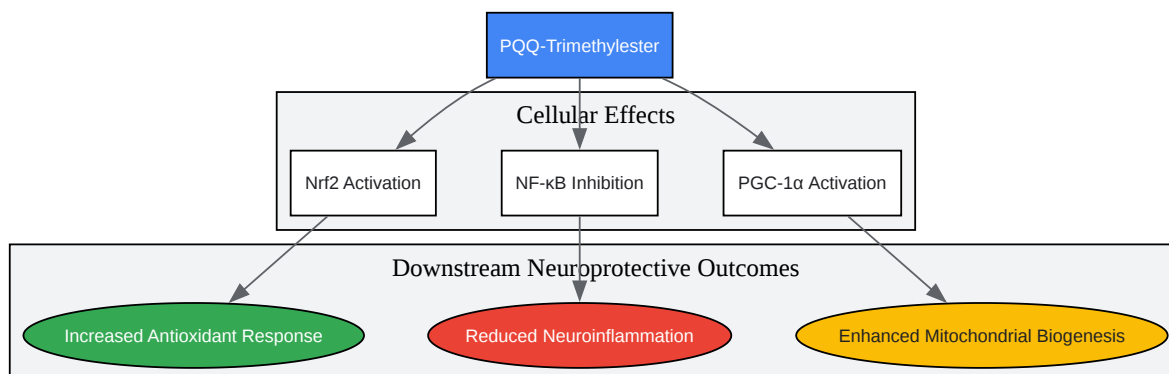 PQQ-Trimethylester
Cellular Effects
Nrf2 Activation
NF-κB Inhibition
PGC-1α Activation
Downstream Neuroprotective Outcomes
Increased Antioxidant Response
Reduced Neuroinflammation
Enhanced Mitochondrial Biogenesis